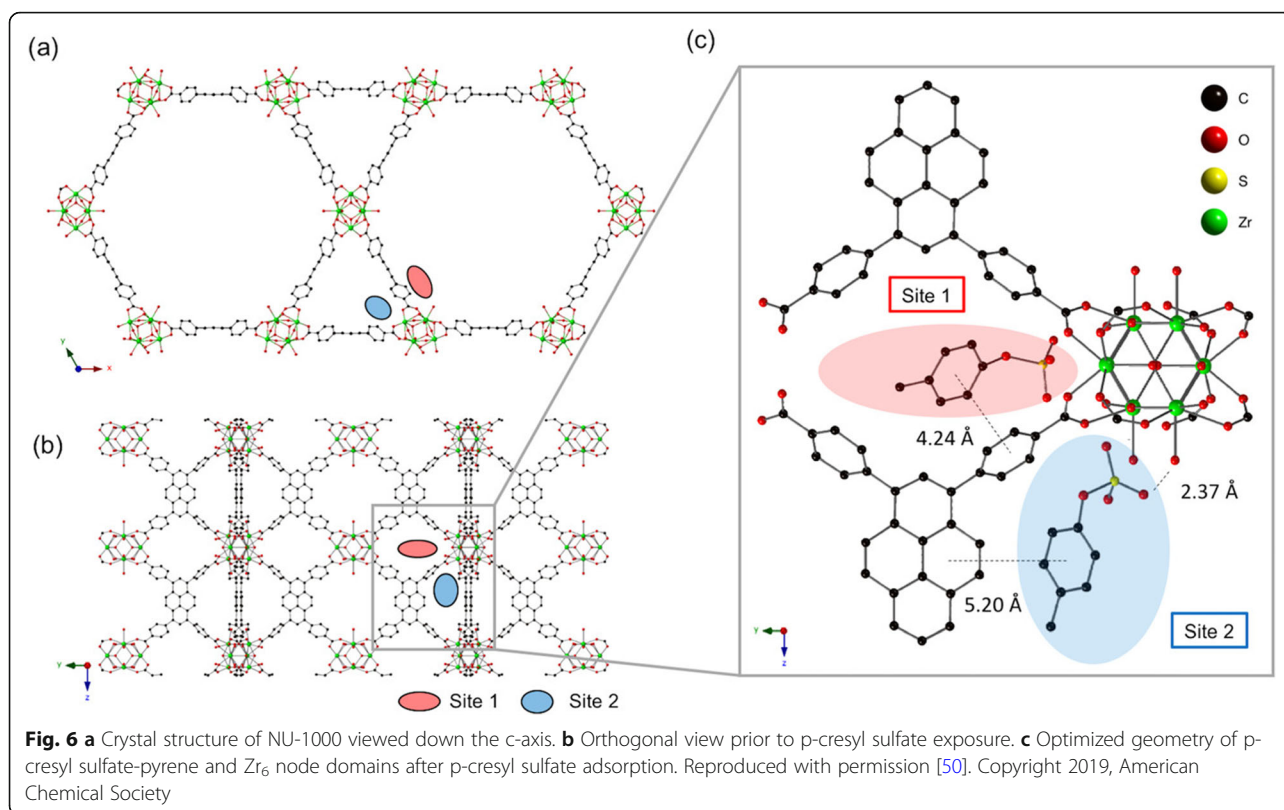 (a)
Y
X
(b)
Y
Z
Site 1
Site 2
(c)
C
O
S
Zr
Site 1
4.24 Å
2.37 Å
5.20 Å
Y
Z
Site 2
Fig. 6 a Crystal structure of NU-1000 viewed down the c-axis. b Orthogonal view prior to p-cresyl sulfate exposure. c Optimized geometry of p-
cresyl sulfate-pyrene and Zr6 node domains after p-cresyl sulfate adsorption. Reproduced with permission [50]. Copyright 2019, American
Chemical Society